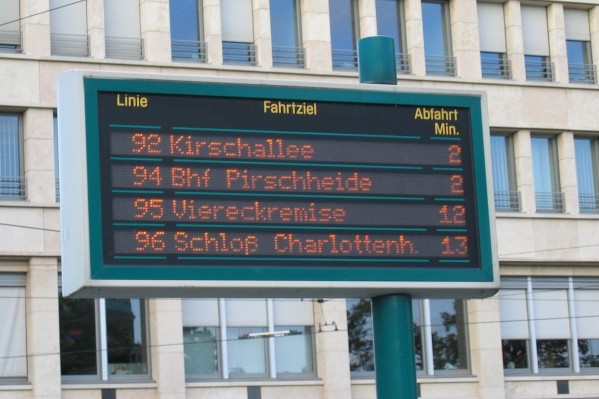 Linie Fahrtziel Abfahrt Min.
92 Kirschallee 2
94 Bhf Pirschheide 2
95 Viereckremise 12
96 Schloß Charlottenh. 13